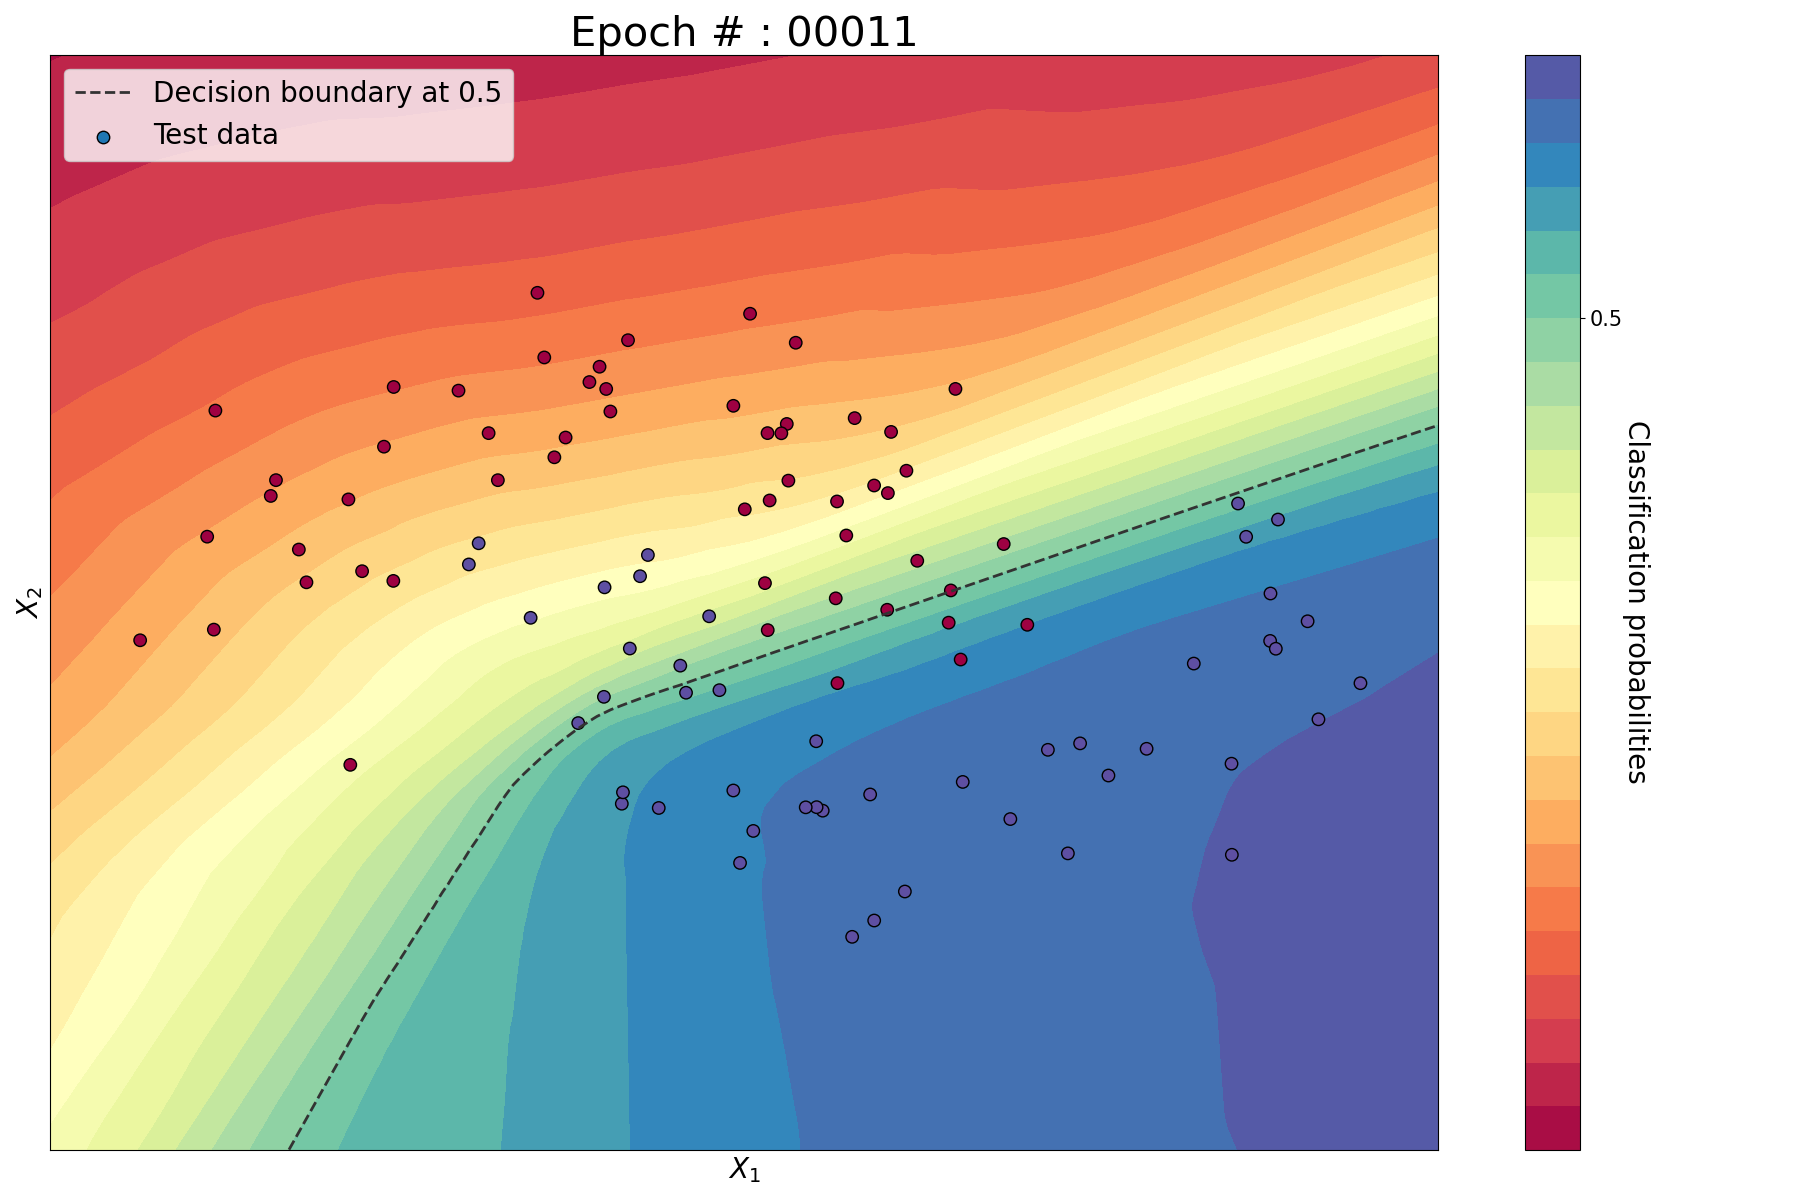 Epoch # : 00011
Decision boundary at 0.5
Test data
0.5
Classification probabilities
X₂
X₁